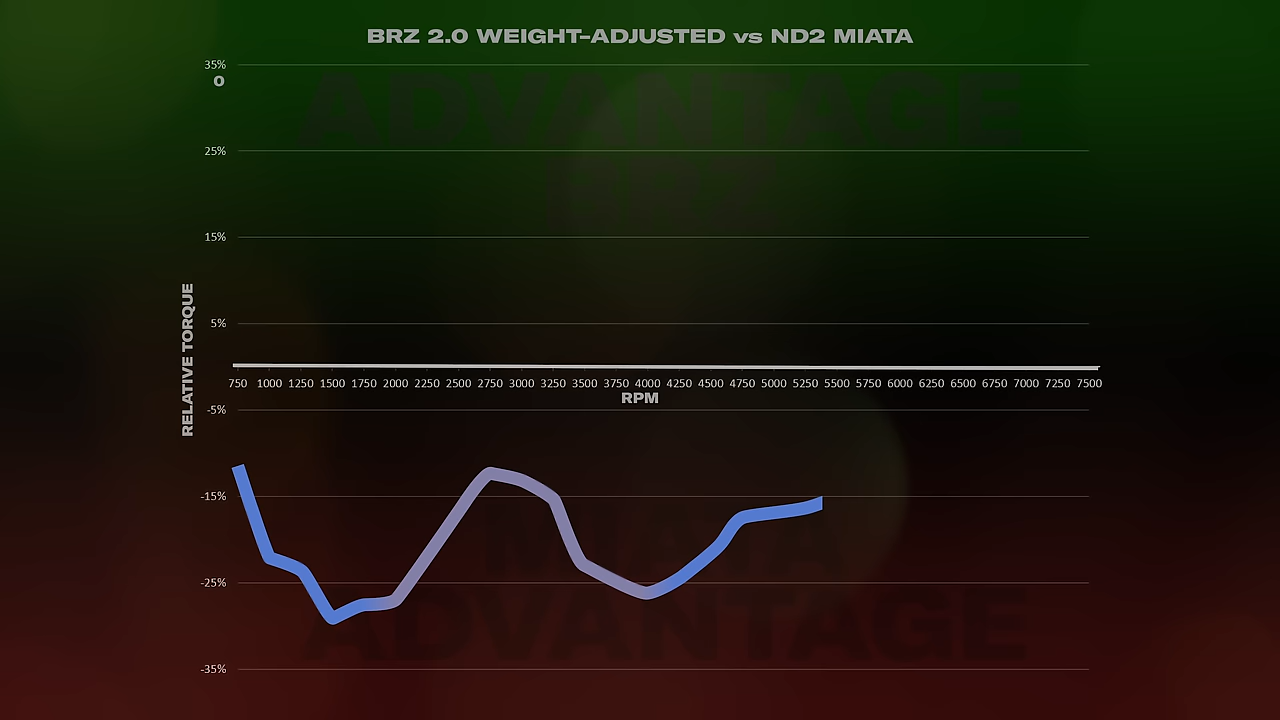 BRZ 2.0 WEIGHT-ADJUSTED vs ND2 MIATA
35%
0
ADVANTAGE
BRZ
25%
15%
5%
RELATIVE TORQUE
750 1000 1250 1500 1750 2000 2250 2500 2750 3000 3250 3500 3750 4000 4250 4500 4750 5000 5250 5500 5750 6000 6250 6500 6750 7000 7250 7500
RPM
-5%
-15%
MIATA
-25%
ADVANTAGE
-35%